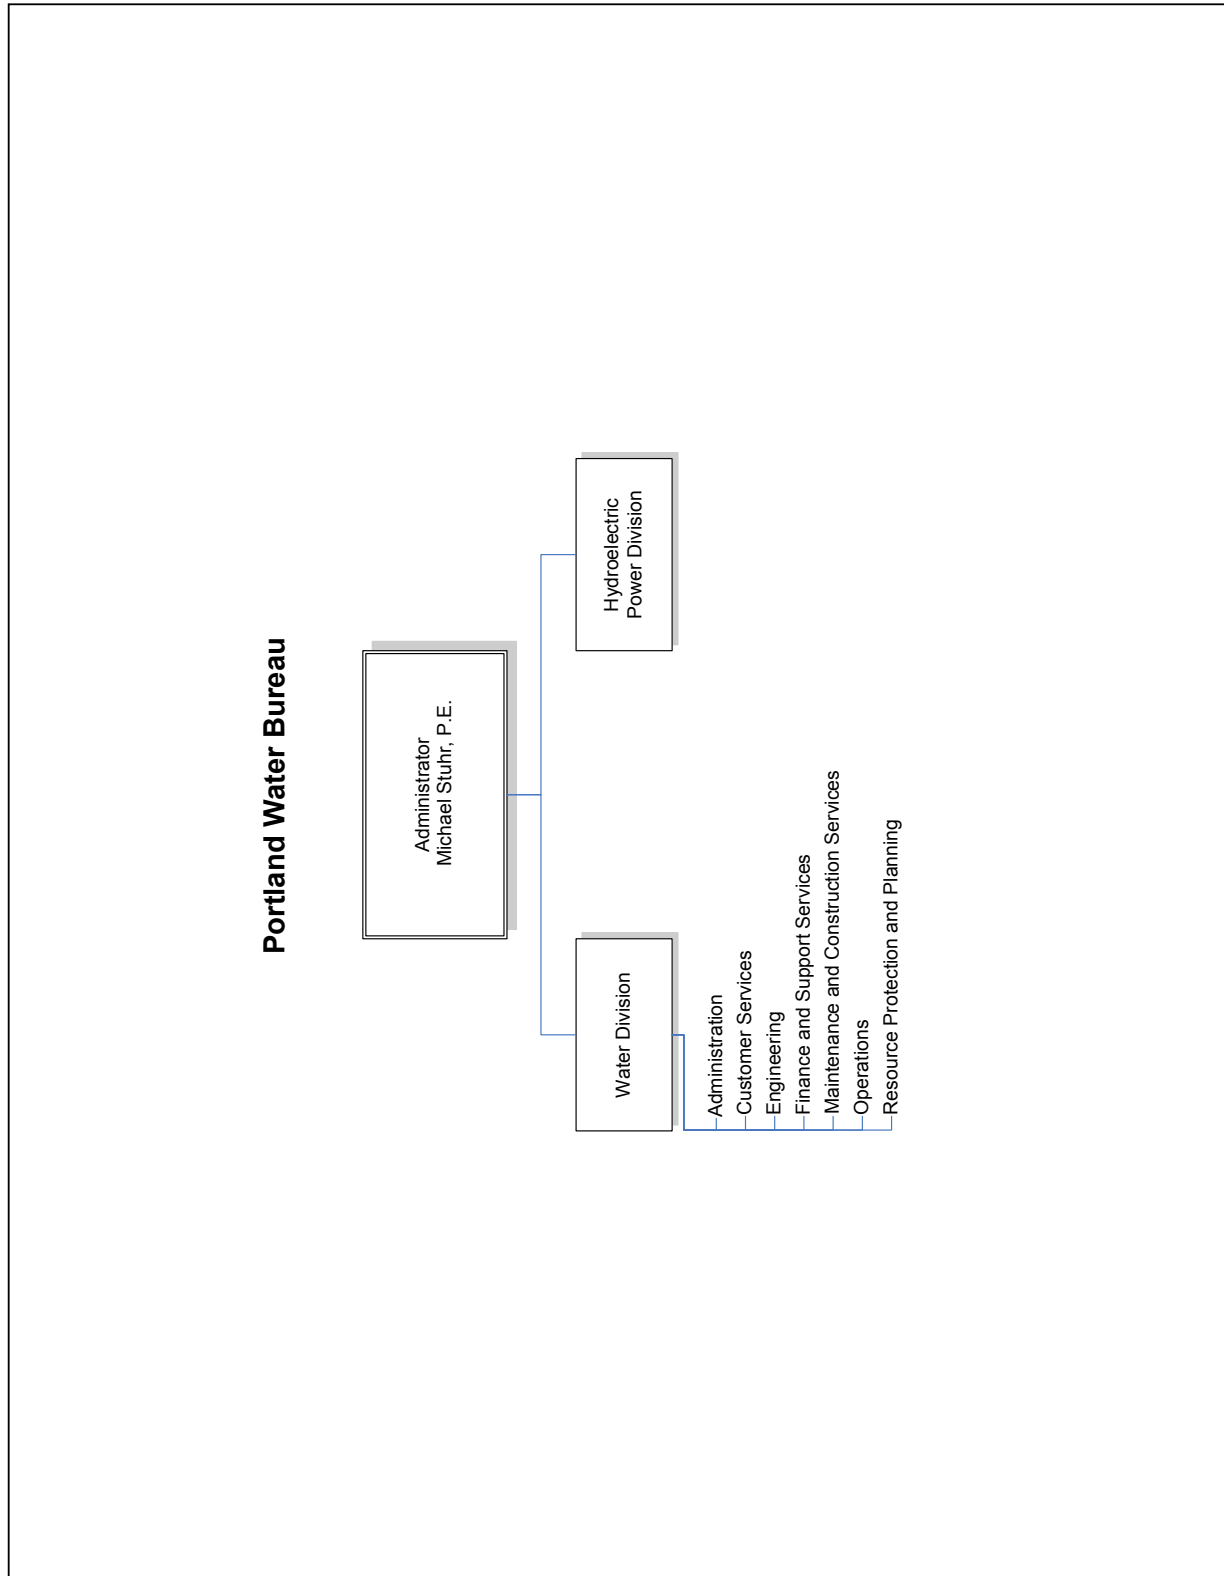 Portland Water Bureau
Administrator
Michael Stuhr, P.E.
Water Division
Hydroelectric
Power Division
Administration
Customer Services
Engineering
Finance and Support Services
Maintenance and Construction Services
Operations
Resource Protection and Planning